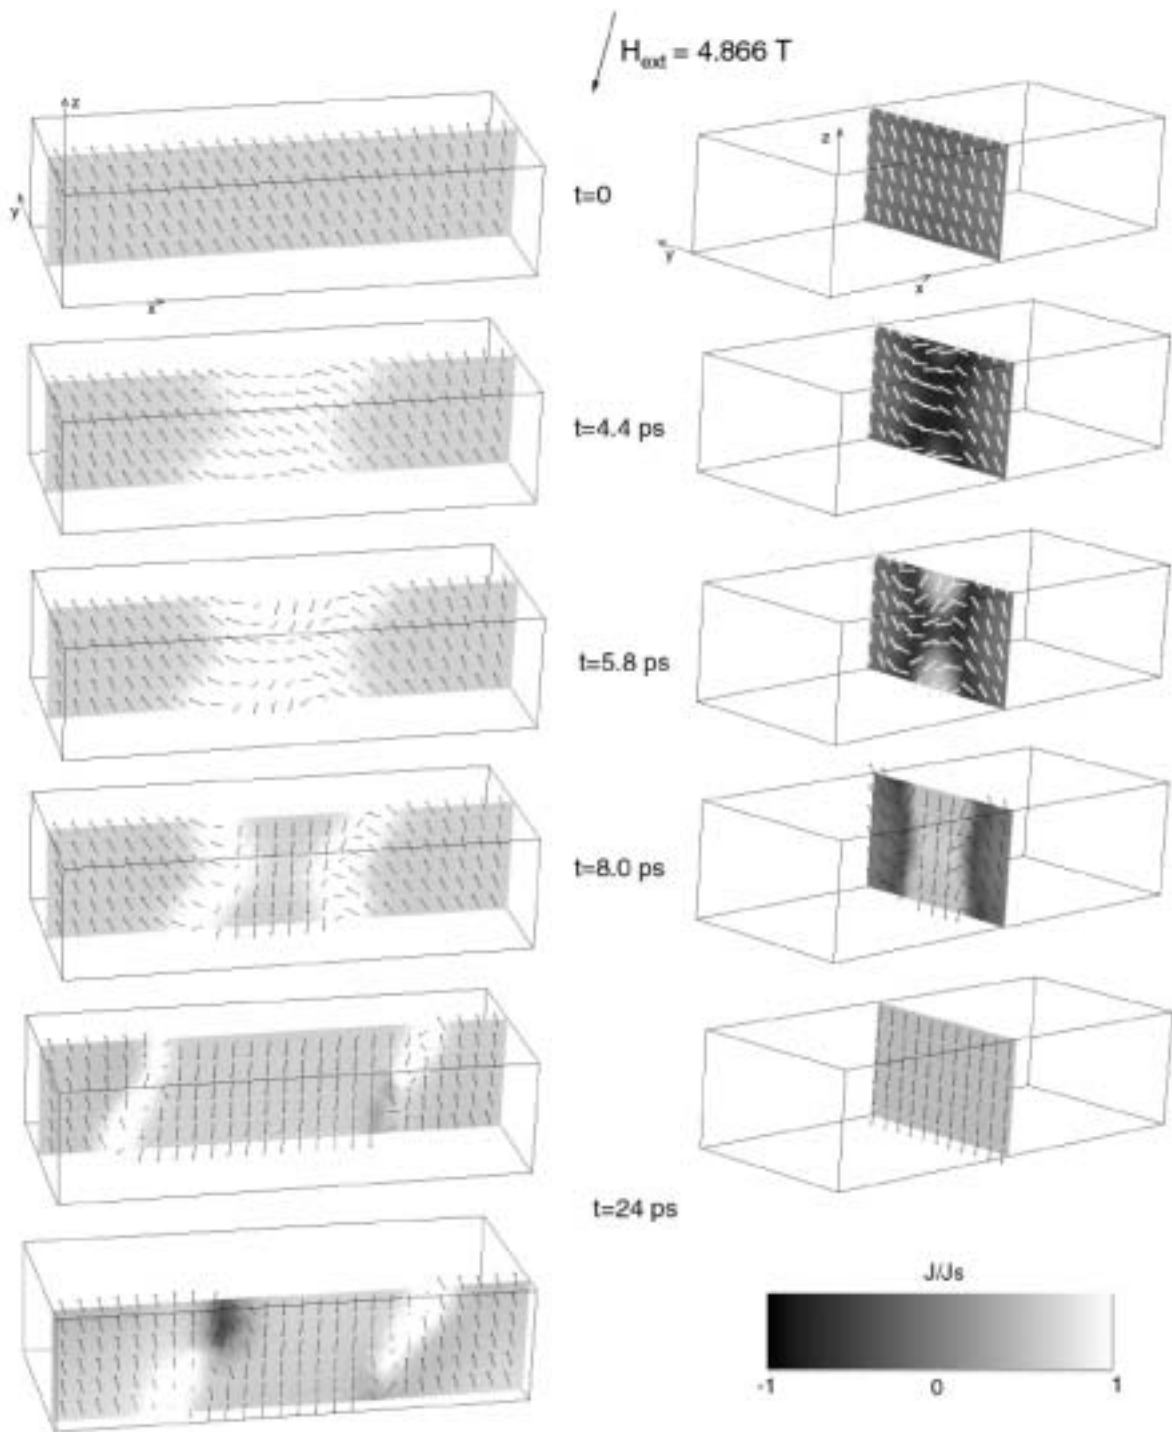 H_ext = 4.866 T
z
y
x
t=0
z
y
x
t=4.4 ps
t=5.8 ps
t=8.0 ps
t=24 ps
J/Js
-1 0 1